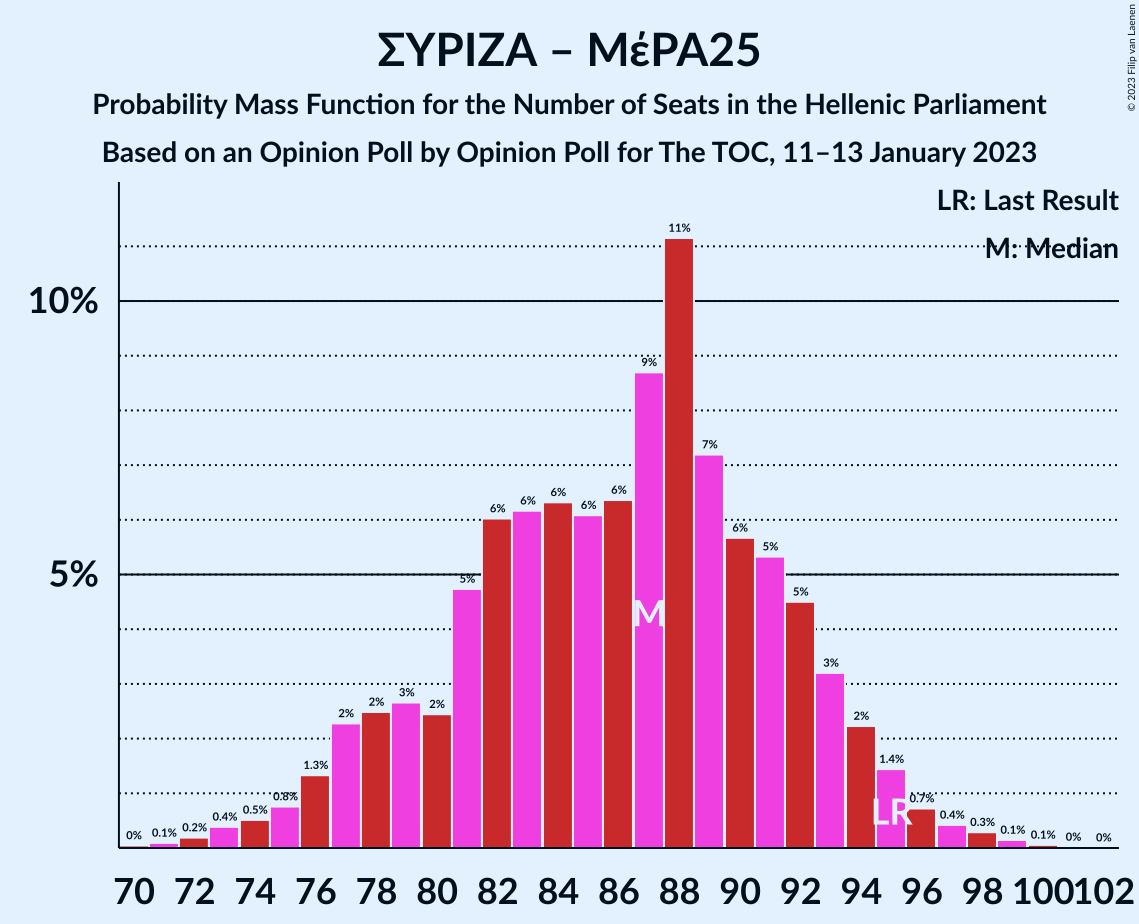 ΣΥΡΙΖΑ – ΜέΡΑ25
Probability Mass Function for the Number of Seats in the Hellenic Parliament
Based on an Opinion Poll by Opinion Poll for The TOC, 11–13 January 2023
© 2023 Filip van Laenen
LR: Last Result
M: Median
10%
5%
0% 0.1% 0.2% 0.4% 0.5% 0.8% 1.3% 2% 2% 3% 2% 5% 6% 6% 6% 6% 6% 9% 11% 7% 6% 5% 5% 3% 2% 1.4% 0.7% 0.4% 0.3% 0.1% 0.1% 0% 0%
M
LR
70 72 74 76 78 80 82 84 86 88 90 92 94 96 98 100 102